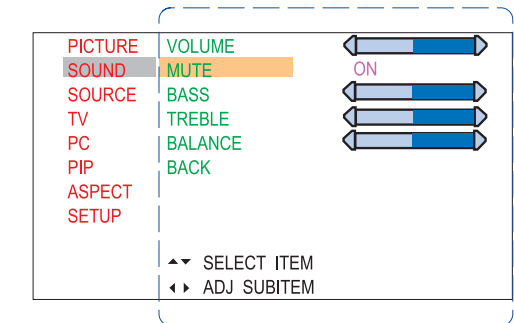 PICTURE VOLUME
SOUND MUTE ON
SOURCE BASS
TV TREBLE
PC BALANCE
PIP BACK
ASPECT
SETUP
SELECT ITEM
ADJ SUBITEM